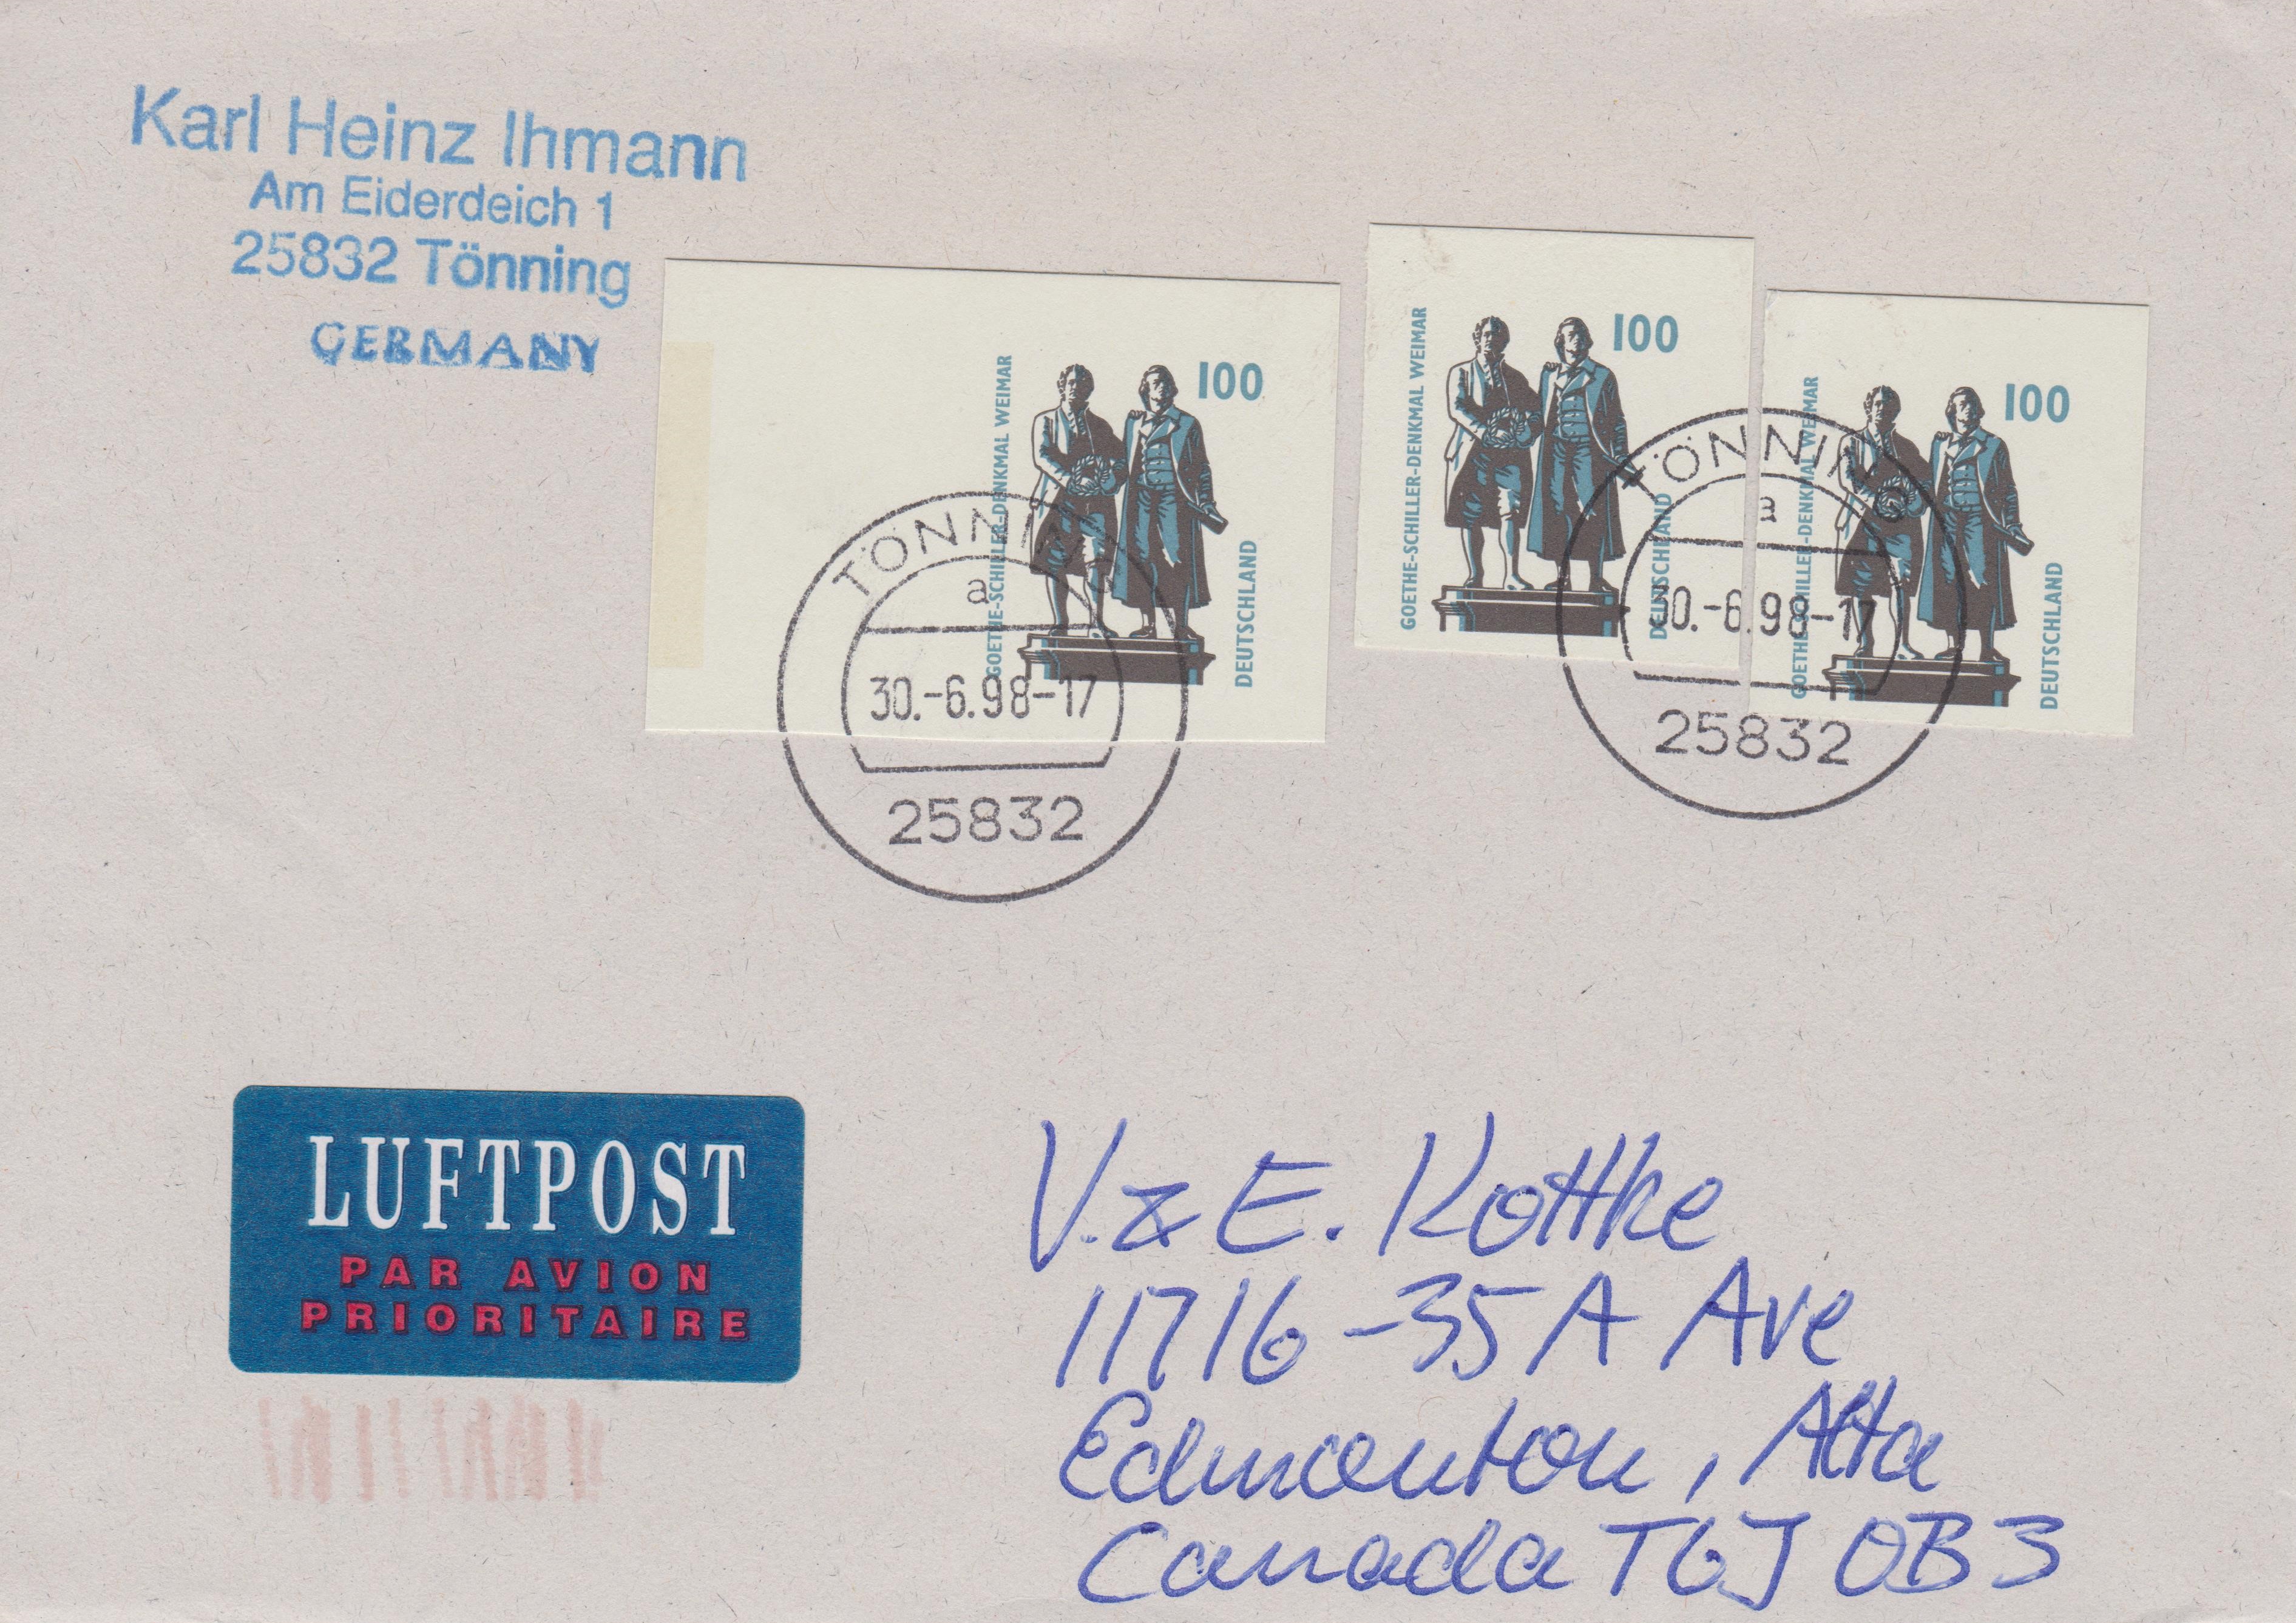 Karl Heinz Ihmann
Am Eiderdeich 1
25832 Tönning
GERMANY
GOETHE-SCHILLER-DENKMAL WEIMAR
100
DEUTSCHLAND
GOETHE-SCHILLER-DENKMAL WEIMAR
100
DEUTSCHLAND
GOETHE-SCHILLER-DENKMAL WEIMAR
100
DEUTSCHLAND
TÖNNING
a
30.-6.98-17
25832
TÖNNING
a
30.-6.98-17
25832
LUFTPOST
PAR AVION
PRIORITAIRE
V. & E. Kottke
11716-35A Ave
Edmonton, Alta
Canada T6J 0B3